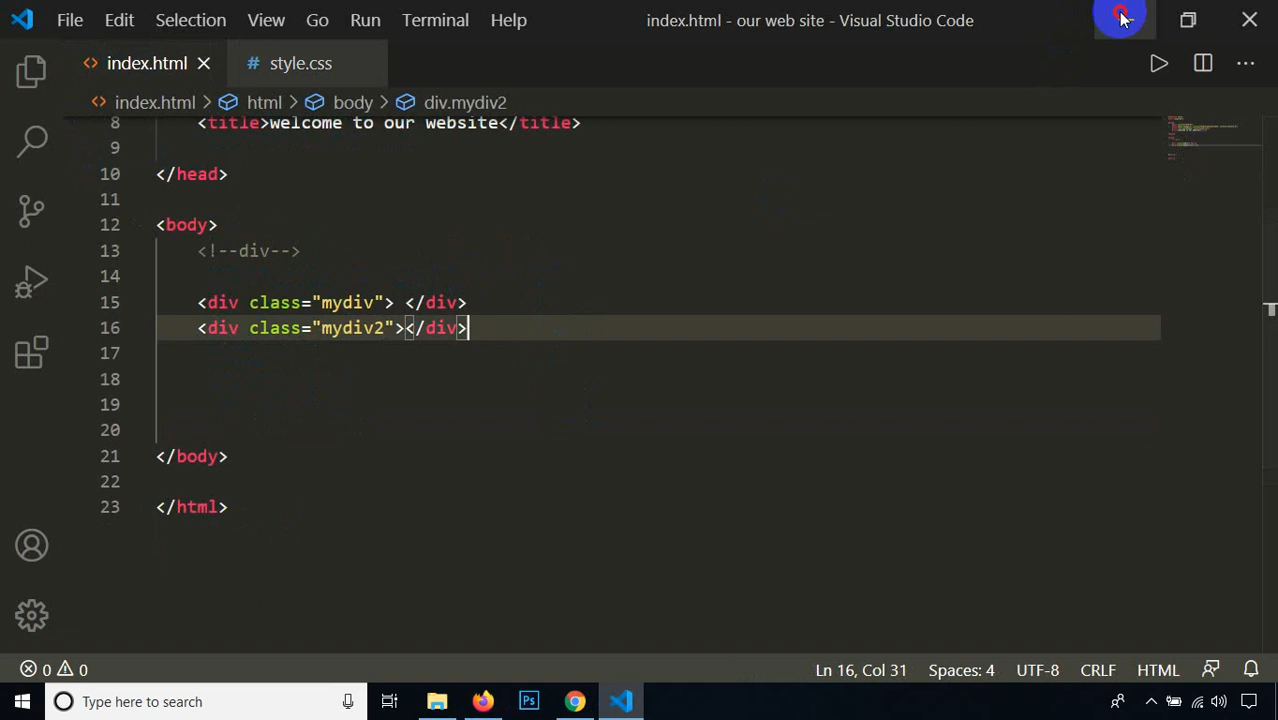 File Edit Selection View Go Run Terminal Help index.html - our web site - Visual Studio Code
<> index.html # style.css
<> index.html > html > body > div.mydiv2
8 <title>welcome to our website</title>
9
10 </head>
11
12 <body>
13 <!--div-->
14
15 <div class="mydiv"> </div>
16 <div class="mydiv2"></div>
17
18
19
20
21 </body>
22
23 </html>
0 0 Ln 16, Col 31 Spaces: 4 UTF-8 CRLF HTML
Type here to search Ps